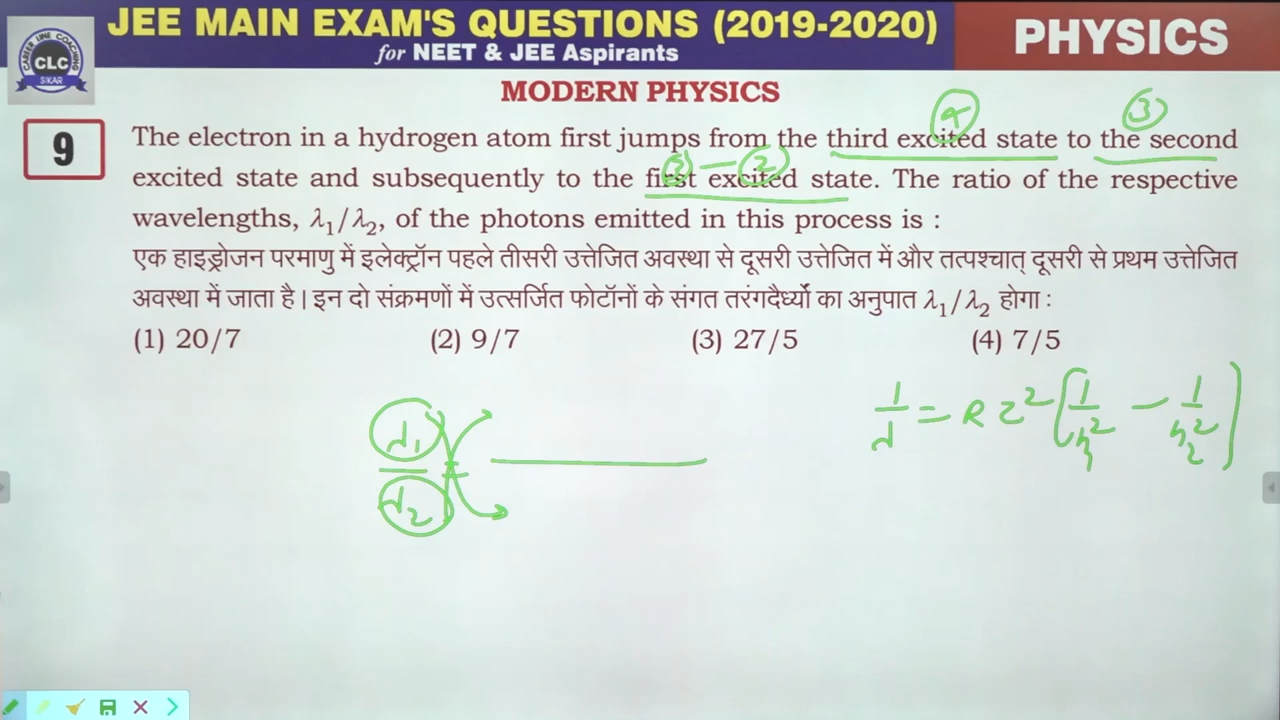 JEE MAIN EXAM'S QUESTIONS (2019-2020)
for NEET & JEE Aspirants
PHYSICS
CAREER LINE COACHING
CLC
SIKAR
MODERN PHYSICS
4 3
9 The electron in a hydrogen atom first jumps from the third excited state to the second
3 — 2
excited state and subsequently to the first excited state. The ratio of the respective
wavelengths, λ₁/λ₂, of the photons emitted in this process is :
एक हाइड्रोजन परमाणु में इलेक्ट्रॉन पहले तीसरी उत्तेजित अवस्था से दूसरी उत्तेजित में और तत्पश्चात् दूसरी से प्रथम उत्तेजित
अवस्था में जाता है। इन दो संक्रमणों में उत्सर्जित फोटॉनों के संगत तरंगदैर्ध्यों का अनुपात λ₁/λ₂ होगा :
(1) 20/7 (2) 9/7 (3) 27/5 (4) 7/5
1/λ = R Z² (1/n₁² − 1/n₂²)
λ₁/λ₂ =